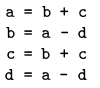 a = b + c
b = a - d
c = b + c
d = a - d